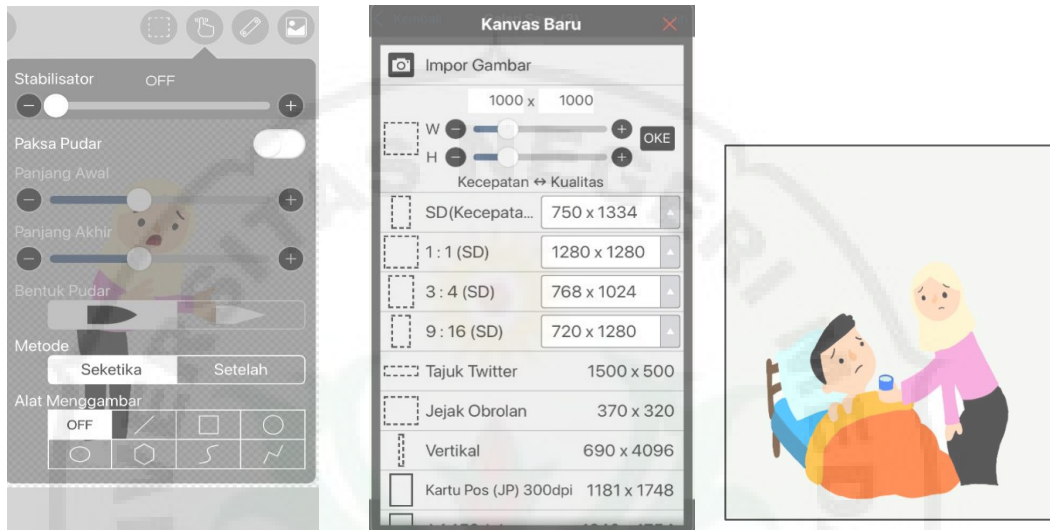 Stabilisator OFF
Paksa Pudar
Panjang Awal
Panjang Akhir
Bentuk Pudar
Metode
Seketika Setelah
Alat Menggambar
OFF
Kanvas Baru
Impor Gambar
1000 x 1000
W
OKE
H
Kecepatan ↔ Kualitas
SD(Kecepata... 750 x 1334
1 : 1 (SD) 1280 x 1280
3 : 4 (SD) 768 x 1024
9 : 16 (SD) 720 x 1280
Tajuk Twitter 1500 x 500
Jejak Obrolan 370 x 320
Vertikal 690 x 4096
Kartu Pos (JP) 300dpi 1181 x 1748